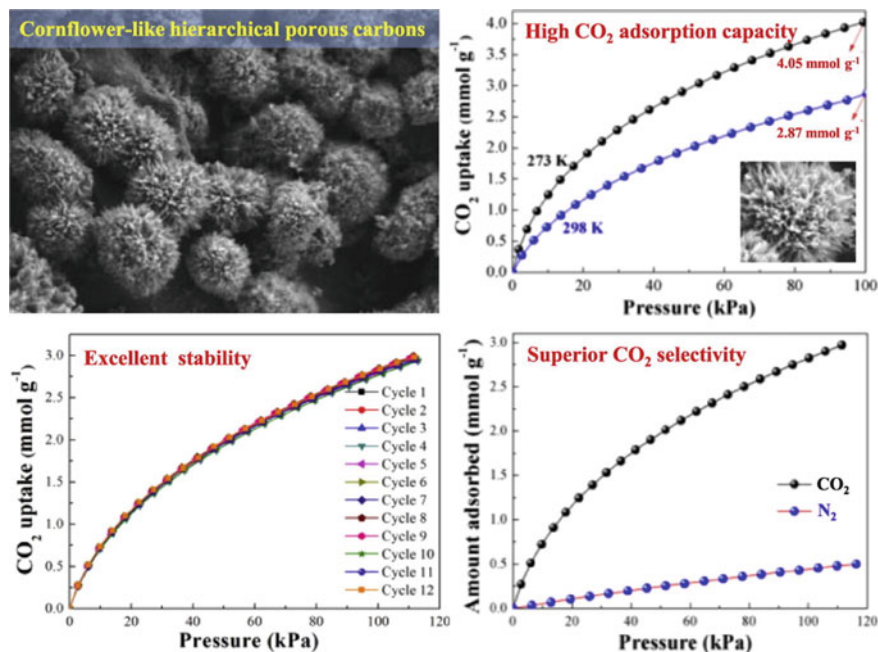 Cornflower-like hierarchical porous carbons
High CO₂ adsorption capacity
4.05 mmol g⁻¹
2.87 mmol g⁻¹
273 K
298 K
CO₂ uptake (mmol g⁻¹)
4.0
3.5
3.0
2.5
2.0
1.5
1.0
0.5
0.0
0 20 40 60 80 100
Pressure (kPa)
Excellent stability
CO₂ uptake (mmol g⁻¹)
3.0
2.5
2.0
1.5
1.0
0.5
0.0
Cycle 1
Cycle 2
Cycle 3
Cycle 4
Cycle 5
Cycle 6
Cycle 7
Cycle 8
Cycle 9
Cycle 10
Cycle 11
Cycle 12
0 20 40 60 80 100 120
Pressure (kPa)
Superior CO₂ selectivity
Amount adsorbed (mmol g⁻¹)
3.0
2.5
2.0
1.5
1.0
0.5
0.0
CO₂
N₂
0 20 40 60 80 100 120
Pressure (kPa)